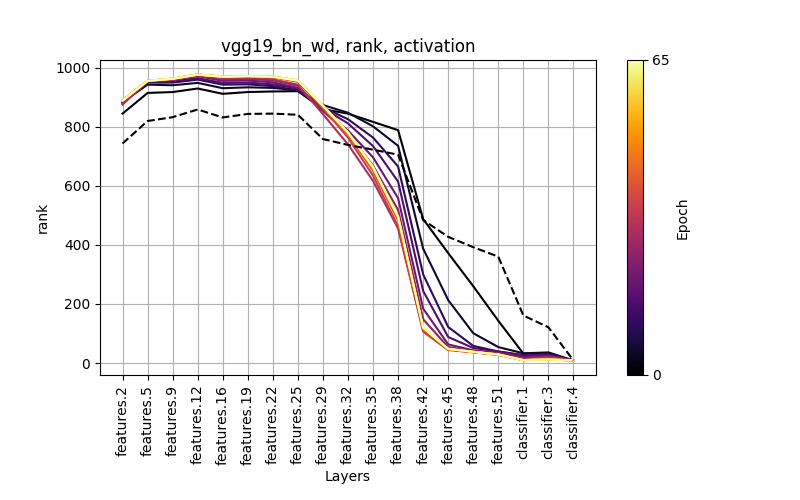 vgg19_bn_wd, rank, activation
rank
1000
800
600
400
200
0
features.2
features.5
features.9
features.12
features.16
features.19
features.22
features.25
features.29
features.32
features.35
features.38
features.42
features.45
features.48
features.51
classifier.1
classifier.3
classifier.4
Layers
65
0
Epoch